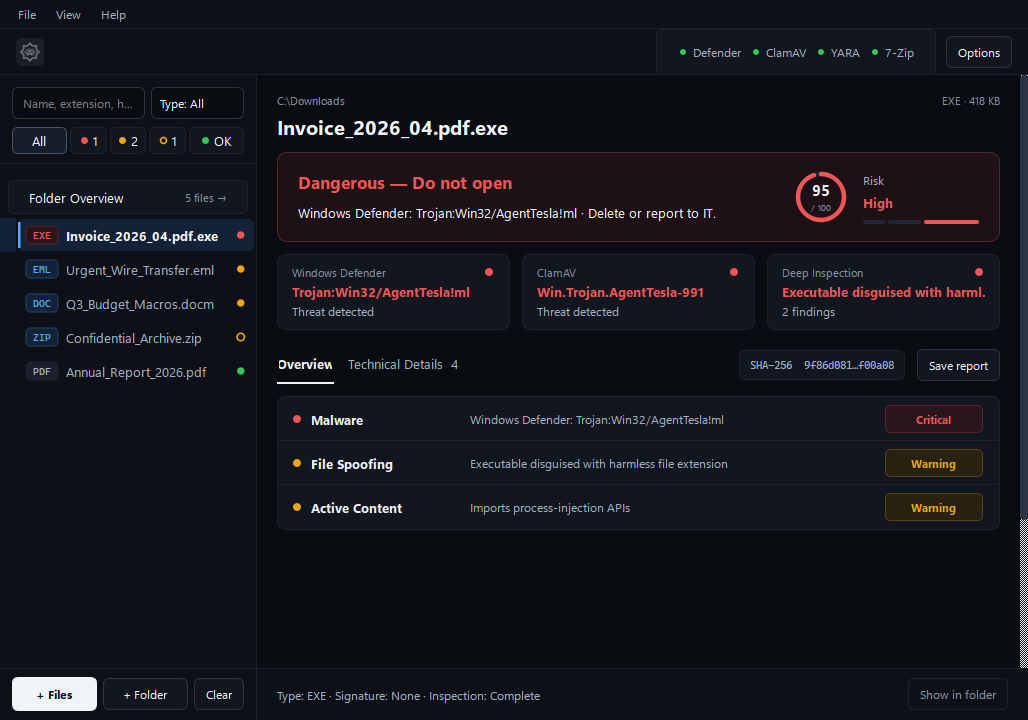 File View Help
Defender ClamAV YARA 7-Zip Options
Name, extension, h... Type: All
All 1 2 1 OK
Folder Overview 5 files →
EXE Invoice_2026_04.pdf.exe
EML Urgent_Wire_Transfer.eml
DOC Q3_Budget_Macros.docm
ZIP Confidential_Archive.zip
PDF Annual_Report_2026.pdf
+ Files + Folder Clear
C:\Downloads EXE · 418 KB
Invoice_2026_04.pdf.exe
Dangerous — Do not open
Windows Defender: Trojan:Win32/AgentTesla!ml · Delete or report to IT.
95
/ 100
Risk
High
Windows Defender
Trojan:Win32/AgentTesla!ml
Threat detected
ClamAV
Win.Trojan.AgentTesla-991
Threat detected
Deep Inspection
Executable disguised with harml.
2 findings
Overview Technical Details 4 SHA-256 9f86d081…f00a08 Save report
Malware Windows Defender: Trojan:Win32/AgentTesla!ml Critical
File Spoofing Executable disguised with harmless file extension Warning
Active Content Imports process-injection APIs Warning
Type: EXE · Signature: None · Inspection: Complete Show in folder